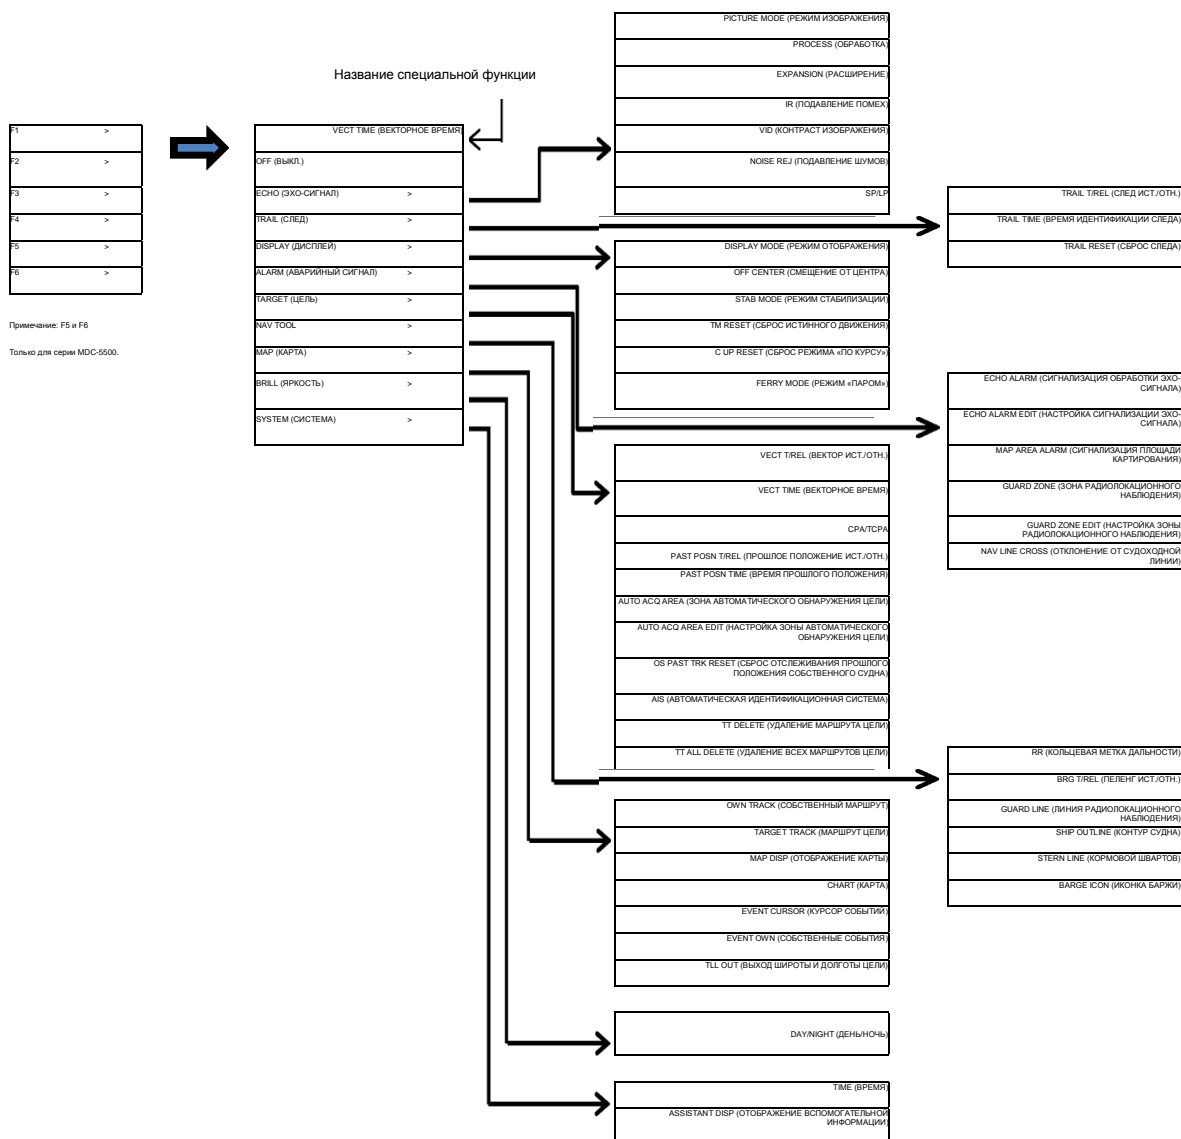 Название специальной функции
F1 >
F2 >
F3 >
F4 >
F5 >
F6 >
Примечание: F5 и F6
Только для серии MDC-5500.
VECT TIME (ВЕКТОРНОЕ ВРЕМЯ)
OFF (ВЫКЛ.)
ECHO (ЭХО-СИГНАЛ) >
TRAIL (СЛЕД) >
DISPLAY (ДИСПЛЕЙ) >
ALARM (АВАРИЙНЫЙ СИГНАЛ) >
TARGET (ЦЕЛЬ) >
NAV TOOL >
MAP (КАРТА) >
BRILL (ЯРКОСТЬ) >
SYSTEM (СИСТЕМА) >
PICTURE MODE (РЕЖИМ ИЗОБРАЖЕНИЯ)
PROCESS (ОБРАБОТКА)
EXPANSION (РАСШИРЕНИЕ)
IR (ПОДАВЛЕНИЕ ПОМЕХ)
VID (КОНТРАСТ ИЗОБРАЖЕНИЯ)
NOISE REJ (ПОДАВЛЕНИЕ ШУМОВ)
SP/LP
DISPLAY MODE (РЕЖИМ ОТОБРАЖЕНИЯ)
OFF CENTER (СМЕЩЕНИЕ ОТ ЦЕНТРА)
STAB MODE (РЕЖИМ СТАБИЛИЗАЦИИ)
TM RESET (СБРОС ИСТИННОГО ДВИЖЕНИЯ)
C UP RESET (СБРОС РЕЖИМА «ПО КУРСУ»)
FERRY MODE (РЕЖИМ «ПАРОМ»)
VECT T/REL (ВЕКТОР ИСТ./ОТН.)
VECT TIME (ВЕКТОРНОЕ ВРЕМЯ)
CPA/TCPA
PAST POSN T/REL (ПРОШЛОЕ ПОЛОЖЕНИЕ ИСТ./ОТН.)
PAST POSN TIME (ВРЕМЯ ПРОШЛОГО ПОЛОЖЕНИЯ)
AUTO ACQ AREA (ЗОНА АВТОМАТИЧЕСКОГО ОБНАРУЖЕНИЯ ЦЕЛИ)
AUTO ACQ AREA EDIT (НАСТРОЙКА ЗОНЫ АВТОМАТИЧЕСКОГО
ОБНАРУЖЕНИЯ ЦЕЛИ)
OS PAST TRK RESET (СБРОС ОТСЛЕЖИВАНИЯ ПРОШЛОГО
ПОЛОЖЕНИЯ СОБСТВЕННОГО СУДНА)
AIS (АВТОМАТИЧЕСКАЯ ИДЕНТИФИКАЦИОННАЯ СИСТЕМА)
TT DELETE (УДАЛЕНИЕ МАРШРУТА ЦЕЛИ)
TT ALL DELETE (УДАЛЕНИЕ ВСЕХ МАРШРУТОВ ЦЕЛИ)
OWN TRACK (СОБСТВЕННЫЙ МАРШРУТ)
TARGET TRACK (МАРШРУТ ЦЕЛИ)
MAP DISP (ОТОБРАЖЕНИЕ КАРТЫ)
CHART (КАРТА)
EVENT CURSOR (КУРСОР СОБЫТИЙ)
EVENT OWN (СОБСТВЕННЫЕ СОБЫТИЯ)
TLL OUT (ВЫХОД ШИРОТЫ И ДОЛГОТЫ ЦЕЛИ)
DAY/NIGHT (ДЕНЬ/НОЧЬ)
TIME (ВРЕМЯ)
ASSISTANT DISP (ОТОБРАЖЕНИЕ ВСПОМОГАТЕЛЬНОЙ
ИНФОРМАЦИИ)
TRAIL T/REL (СЛЕД ИСТ./ОТН.)
TRAIL TIME (ВРЕМЯ ИДЕНТИФИКАЦИИ СЛЕДА)
TRAIL RESET (СБРОС СЛЕДА)
ECHO ALARM (СИГНАЛИЗАЦИЯ ОБРАБОТКИ ЭХО-
СИГНАЛА)
ECHO ALARM EDIT (НАСТРОЙКА СИГНАЛИЗАЦИИ ЭХО-
СИГНАЛА)
MAP AREA ALARM (СИГНАЛИЗАЦИЯ ПЛОЩАДИ
КАРТИРОВАНИЯ)
GUARD ZONE (ЗОНА РАДИОЛОКАЦИОННОГО
НАБЛЮДЕНИЯ)
GUARD ZONE EDIT (НАСТРОЙКА ЗОНЫ
РАДИОЛОКАЦИОННОГО НАБЛЮДЕНИЯ)
NAV LINE CROSS (ОТКЛОНЕНИЕ ОТ СУДОХОДНОЙ
ЛИНИИ)
RR (КОЛЬЦЕВАЯ МЕТКА ДАЛЬНОСТИ)
BRG T/REL (ПЕЛЕНГ ИСТ./ОТН.)
GUARD LINE (ЛИНИЯ РАДИОЛОКАЦИОННОГО
НАБЛЮДЕНИЯ)
SHIP OUTLINE (КОНТУР СУДНА)
STERN LINE (КОРМОВОЙ ШВАРТОВ)
BARGE ICON (ИКОНКА БАРЖИ)